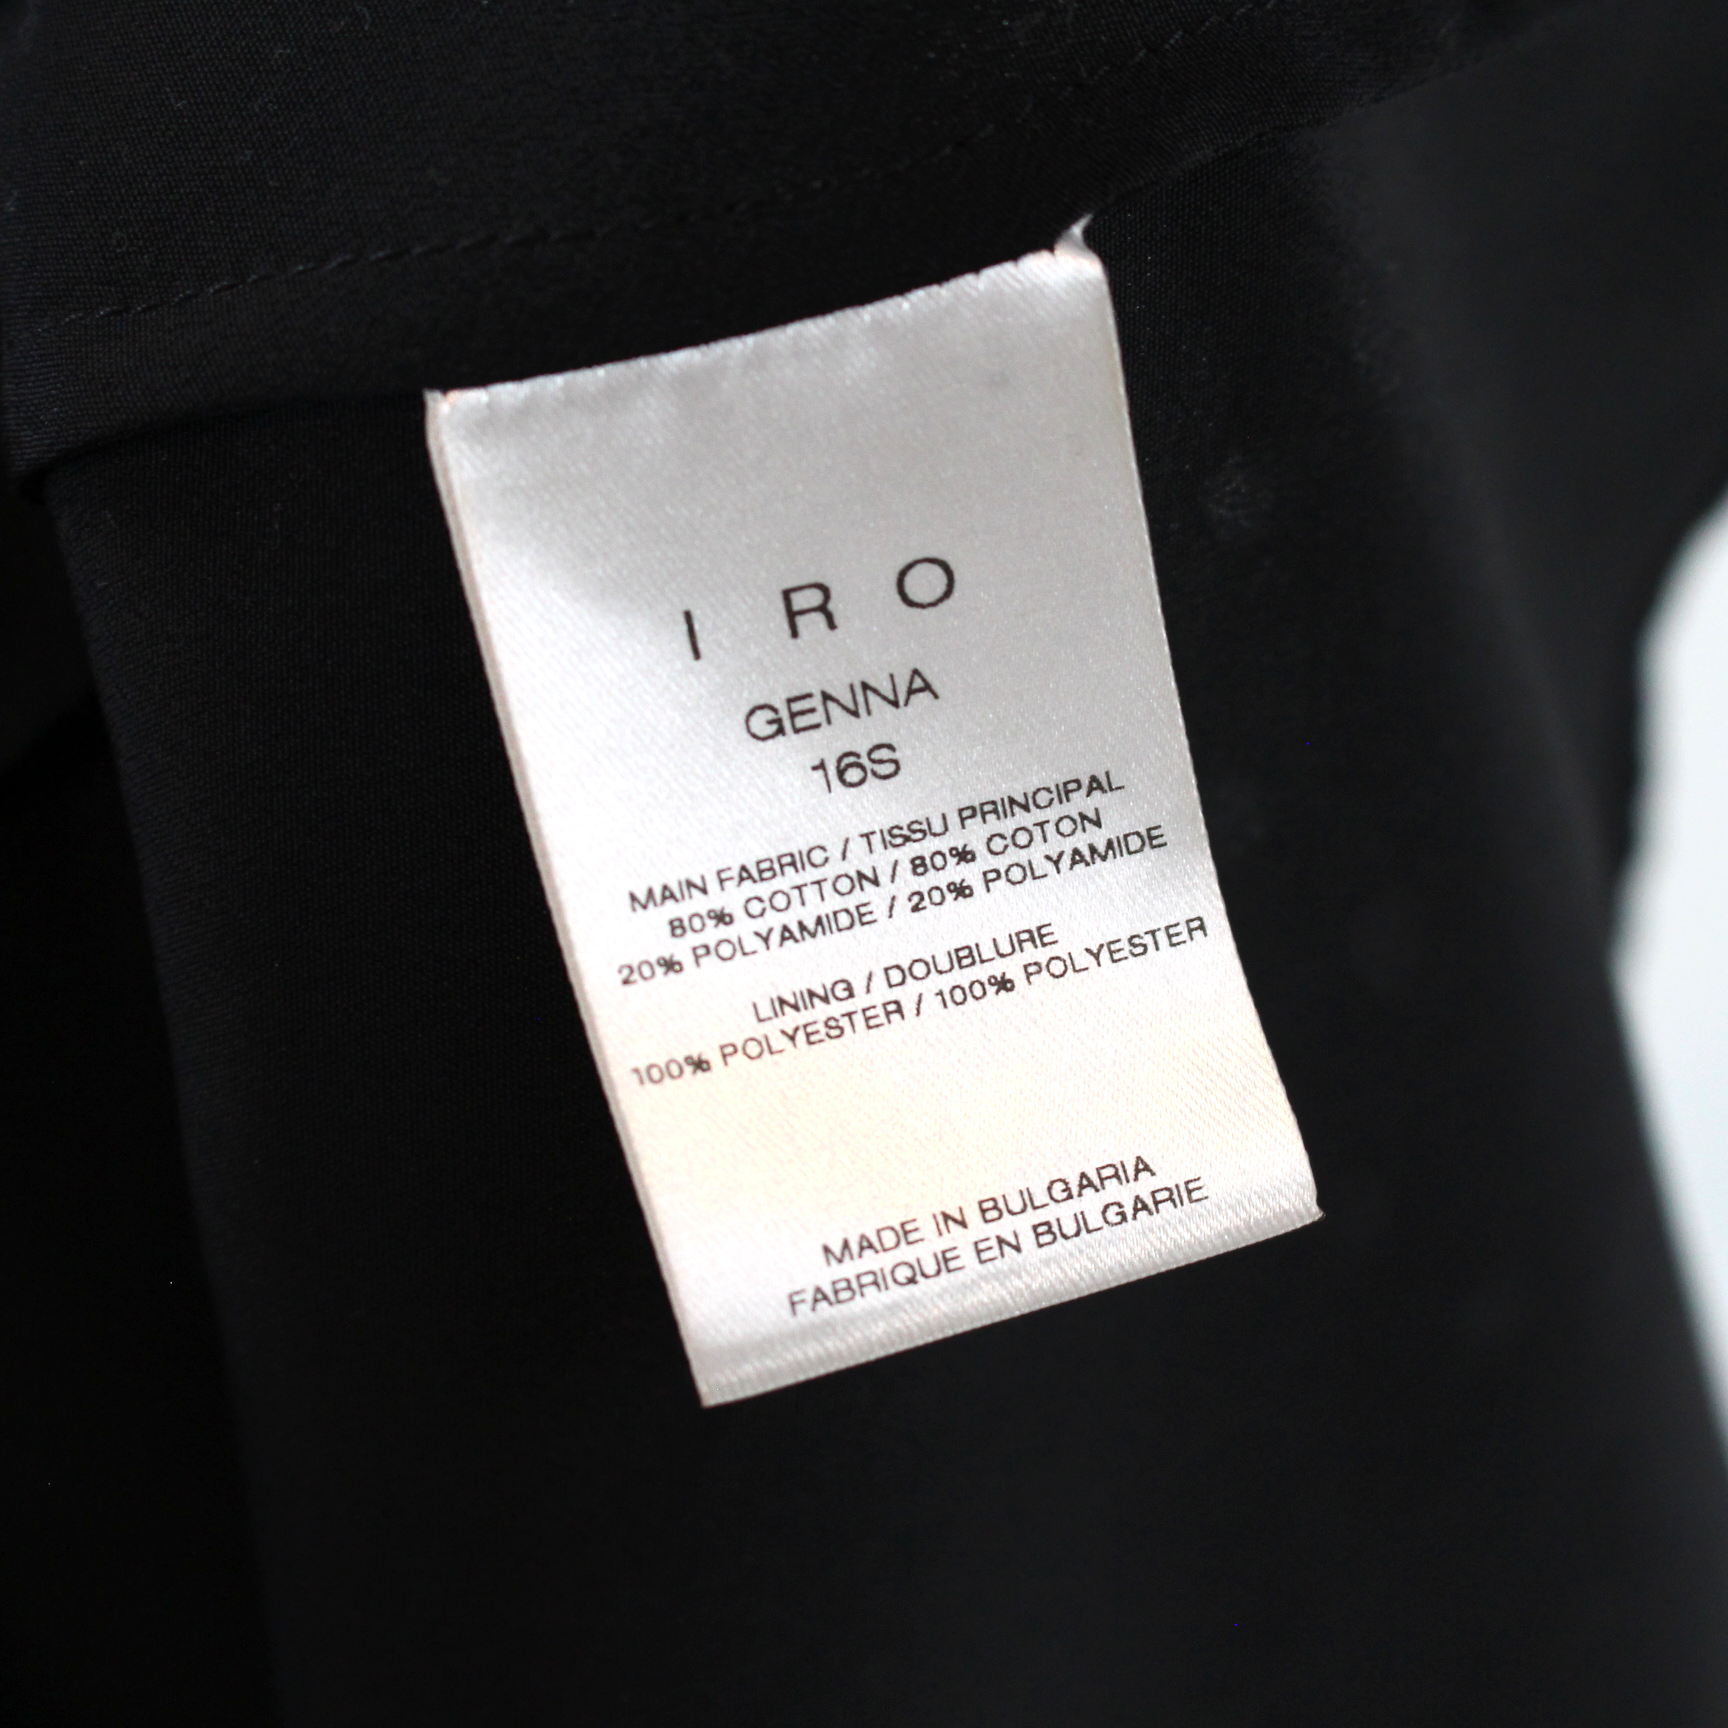 I R O
GENNA
16S
MAIN FABRIC / TISSU PRINCIPAL
80% COTTON / 80% COTON
20% POLYAMIDE / 20% POLYAMIDE
LINING / DOUBLURE
100% POLYESTER / 100% POLYESTER
MADE IN BULGARIA
FABRIQUE EN BULGARIE